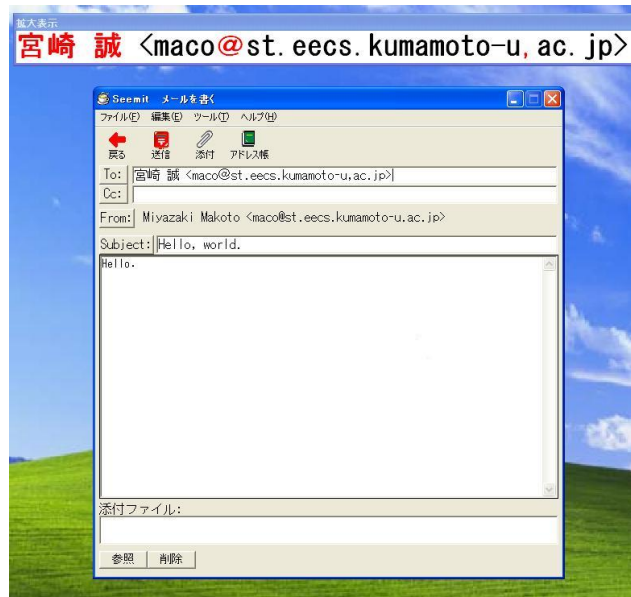 拡大表示
宮崎 誠 <maco@st.eecs.kumamoto-u,ac.jp>
Seemit メールを書く
ファイル(F) 編集(E) ツール(T) ヘルプ(H)
戻る 送信 添付 アドレス帳
To: 宮崎 誠 <maco@st.eecs.kumamoto-u,ac.jp>
Cc:
From: Miyazaki Makoto <maco@st.eecs.kumamoto-u.ac.jp>
Subject: Hello, world.
Hello.
添付ファイル:
参照 削除